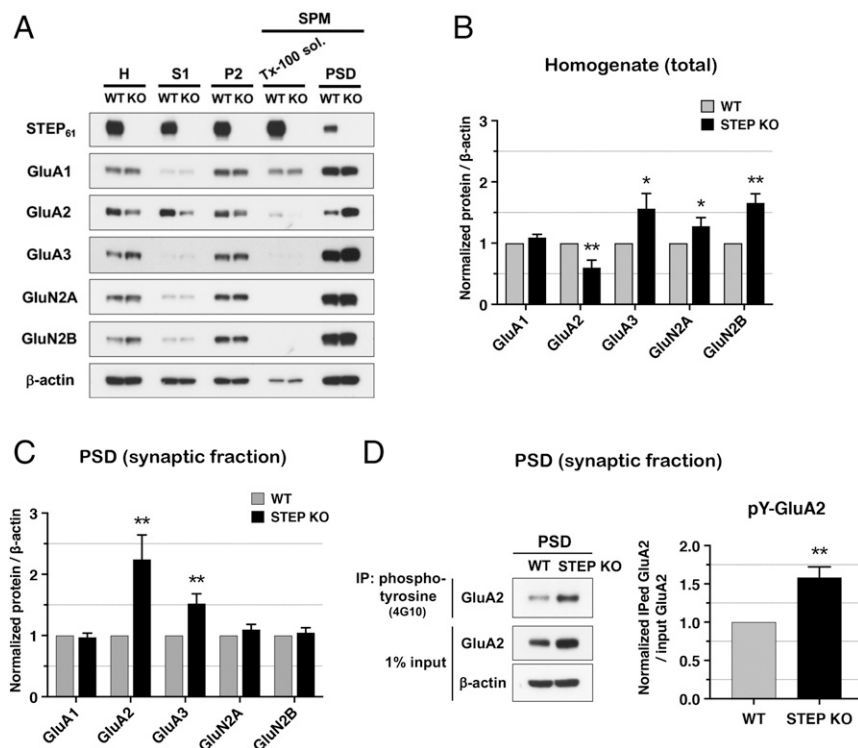 A
SPM
Tx-100 sol.
H S1 P2 PSD
WT KO WT KO WT KO WT KO WT KO
STEP61
GluA1
GluA2
GluA3
GluN2A
GluN2B
β-actin
B
Homogenate (total)
WT
STEP KO
Normalized protein / β-actin
3
2
1
0
** * * **
GluA1 GluA2 GluA3 GluN2A GluN2B
C
PSD (synaptic fraction)
WT
STEP KO
Normalized protein / β-actin
3
2
1
0
** **
GluA1 GluA2 GluA3 GluN2A GluN2B
D
PSD (synaptic fraction)
PSD
WT STEP KO
IP: phospho-
tyrosine
(4G10)
GluA2
1% input
GluA2
β-actin
pY-GluA2
Normalized IPed GluA2
/ Input GluA2
2.0
1.5
1.0
0.5
0.0
**
WT STEP KO